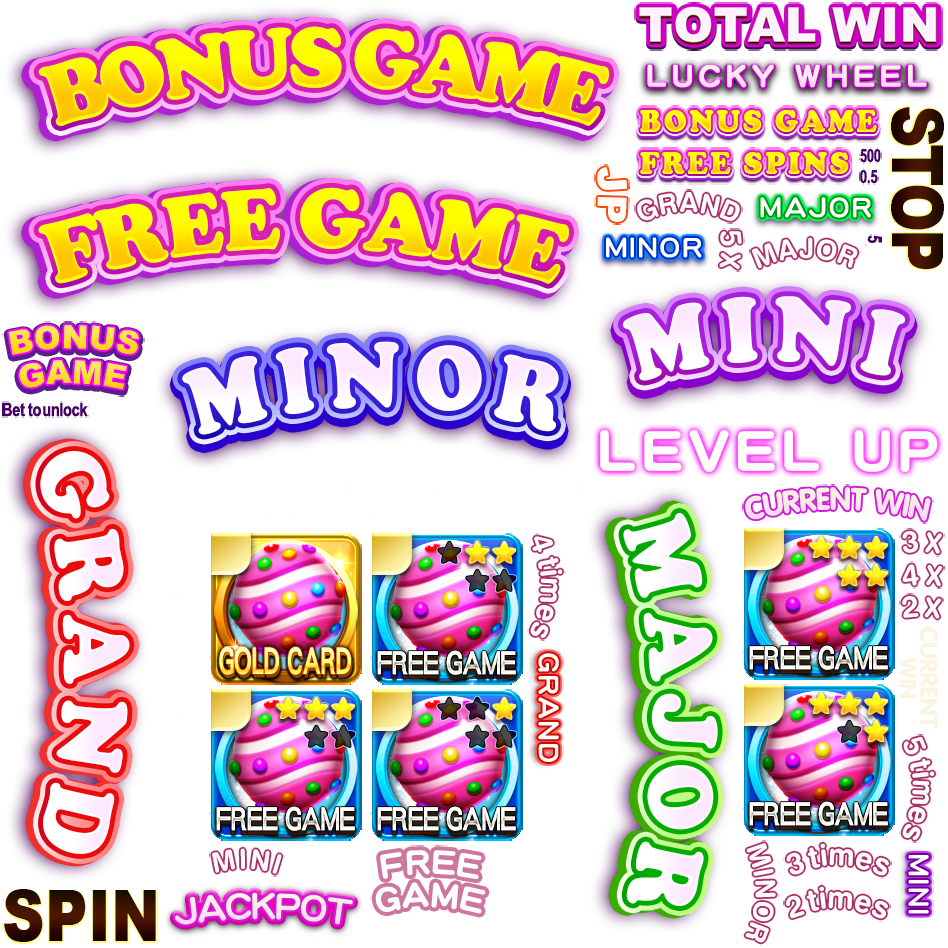 BONUS GAME
TOTAL WIN
LUCKY WHEEL
BONUS GAME
STOP
FREE SPINS
500
0.5
JP
GRAND
MAJOR
FREE GAME
MINOR
5X
MAJOR
5
BONUS
GAME
Bet to unlock
MINOR
MINI
LEVEL UP
GRAND
CURRENT WIN
GOLD CARD
FREE GAME
4 times
GRAND
MAJOR
FREE GAME
3X
4X
2X
CURRENT
WIN
FREE GAME
FREE GAME
FREE GAME
5 times
MINI
FREE
GAME
MINOR
3 times
2 times
MINI
SPIN
JACKPOT